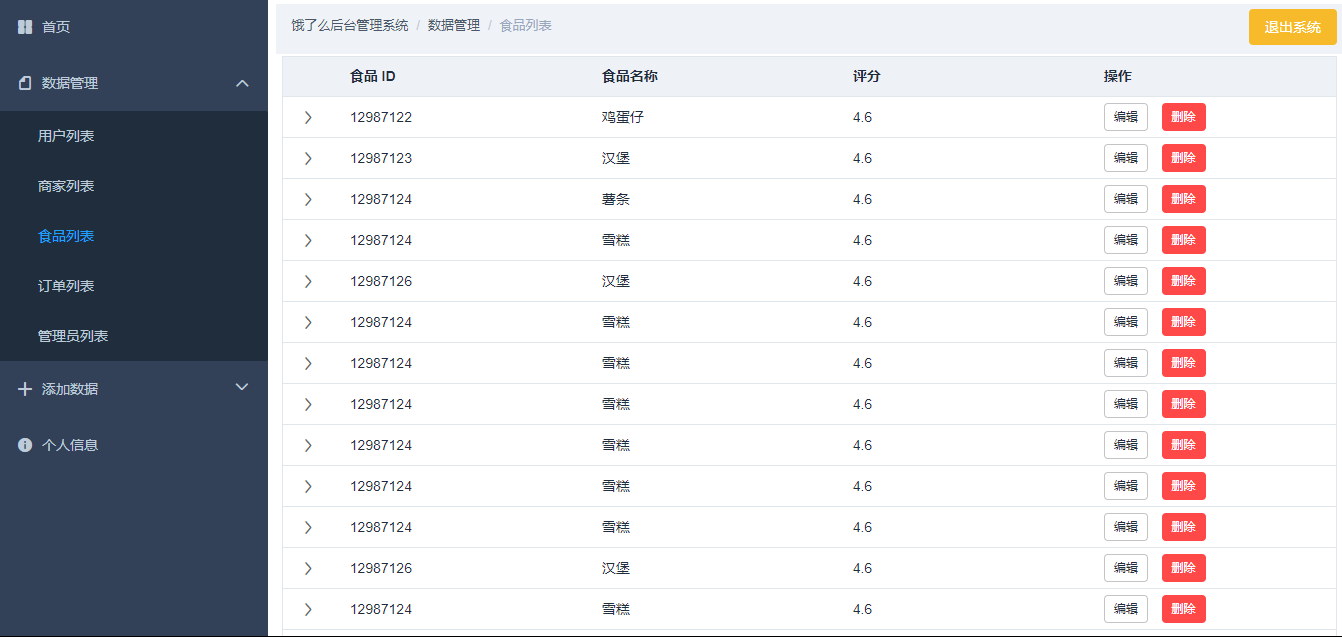 首页
数据管理
用户列表
商家列表
食品列表
订单列表
管理员列表
添加数据
个人信息
饿了么后台管理系统 / 数据管理 / 食品列表
退出系统
食品 ID 食品名称 评分 操作
12987122 鸡蛋仔 4.6 编辑 删除
12987123 汉堡 4.6 编辑 删除
12987124 薯条 4.6 编辑 删除
12987124 雪糕 4.6 编辑 删除
12987126 汉堡 4.6 编辑 删除
12987124 雪糕 4.6 编辑 删除
12987124 雪糕 4.6 编辑 删除
12987124 雪糕 4.6 编辑 删除
12987124 雪糕 4.6 编辑 删除
12987124 雪糕 4.6 编辑 删除
12987124 雪糕 4.6 编辑 删除
12987126 汉堡 4.6 编辑 删除
12987124 雪糕 4.6 编辑 删除